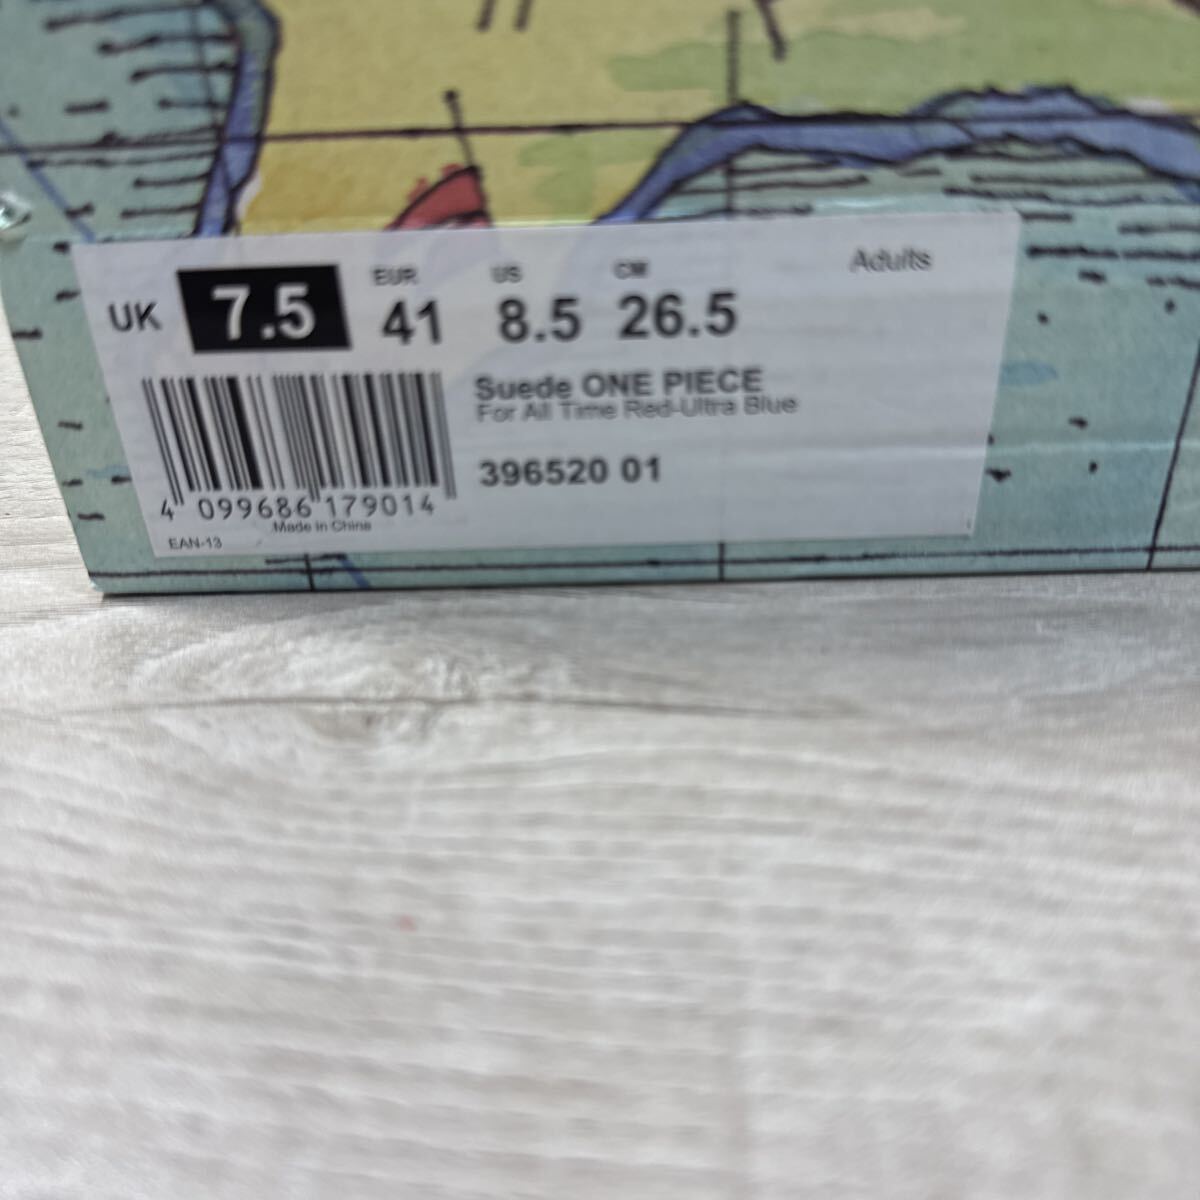 EUR US CM Adults
UK 7.5 41 8.5 26.5
Suede ONE PIECE
For All Time Red-Ultra Blue
396520 01
4 099686 179014
Made in China
EAN-13